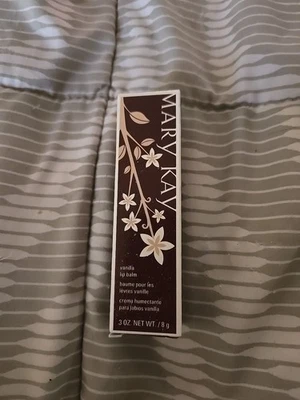 MARY KAY
vanilla
lip balm
baume pour les
lèvres vanille
crema humectante
para labios vanilla
.3 OZ NET WT / 8 g